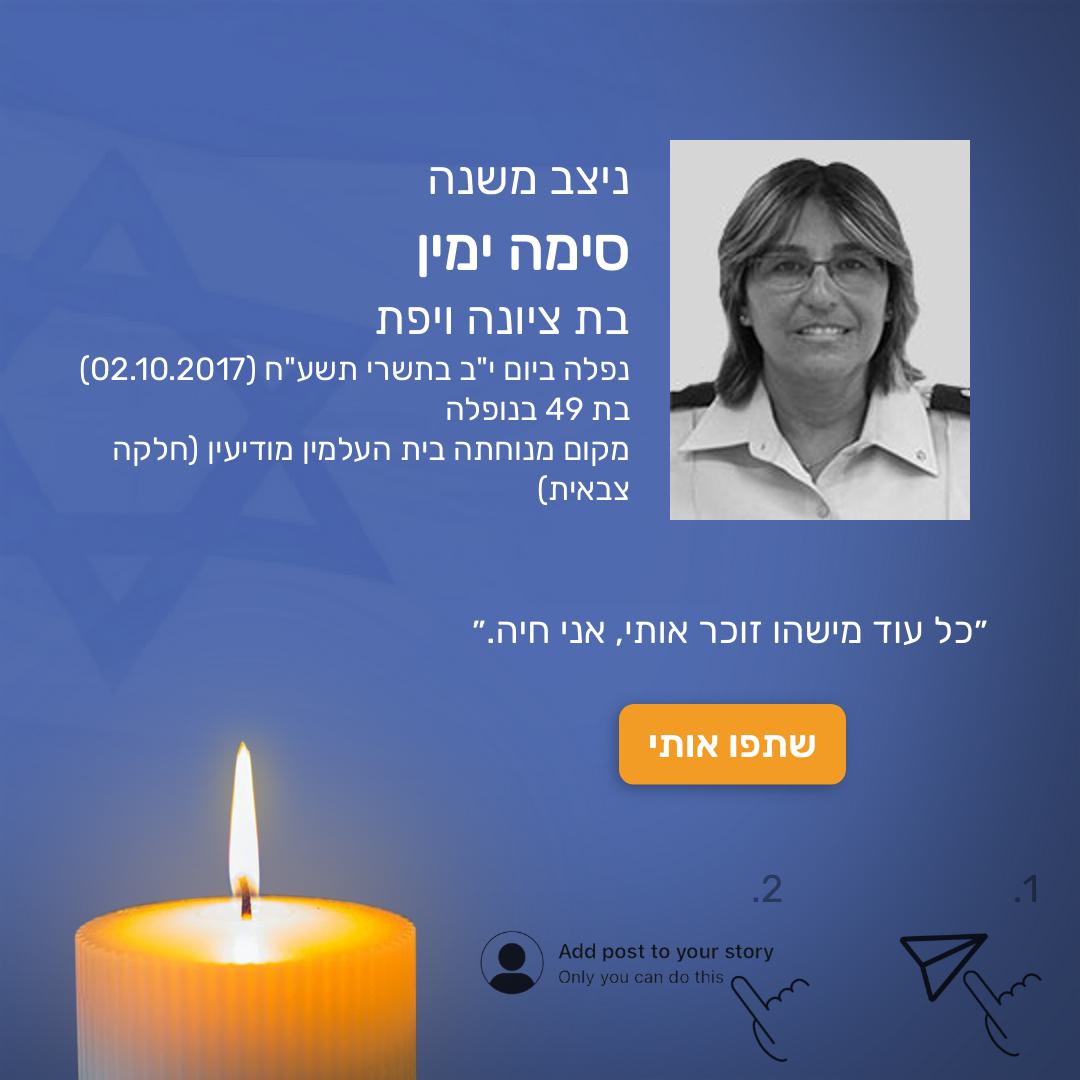 ניצב משנה
סימה ימין
בת ציונה ויפת
נפלה ביום י"ב בתשרי תשע"ח (02.10.2017)
בת 49 בנופלה
מקום מנוחתה בית העלמין מודיעין (חלקה
צבאית)
״כל עוד מישהו זוכר אותי, אני חיה.״
שתפו אותי
1.
2.
Add post to your story
Only you can do this